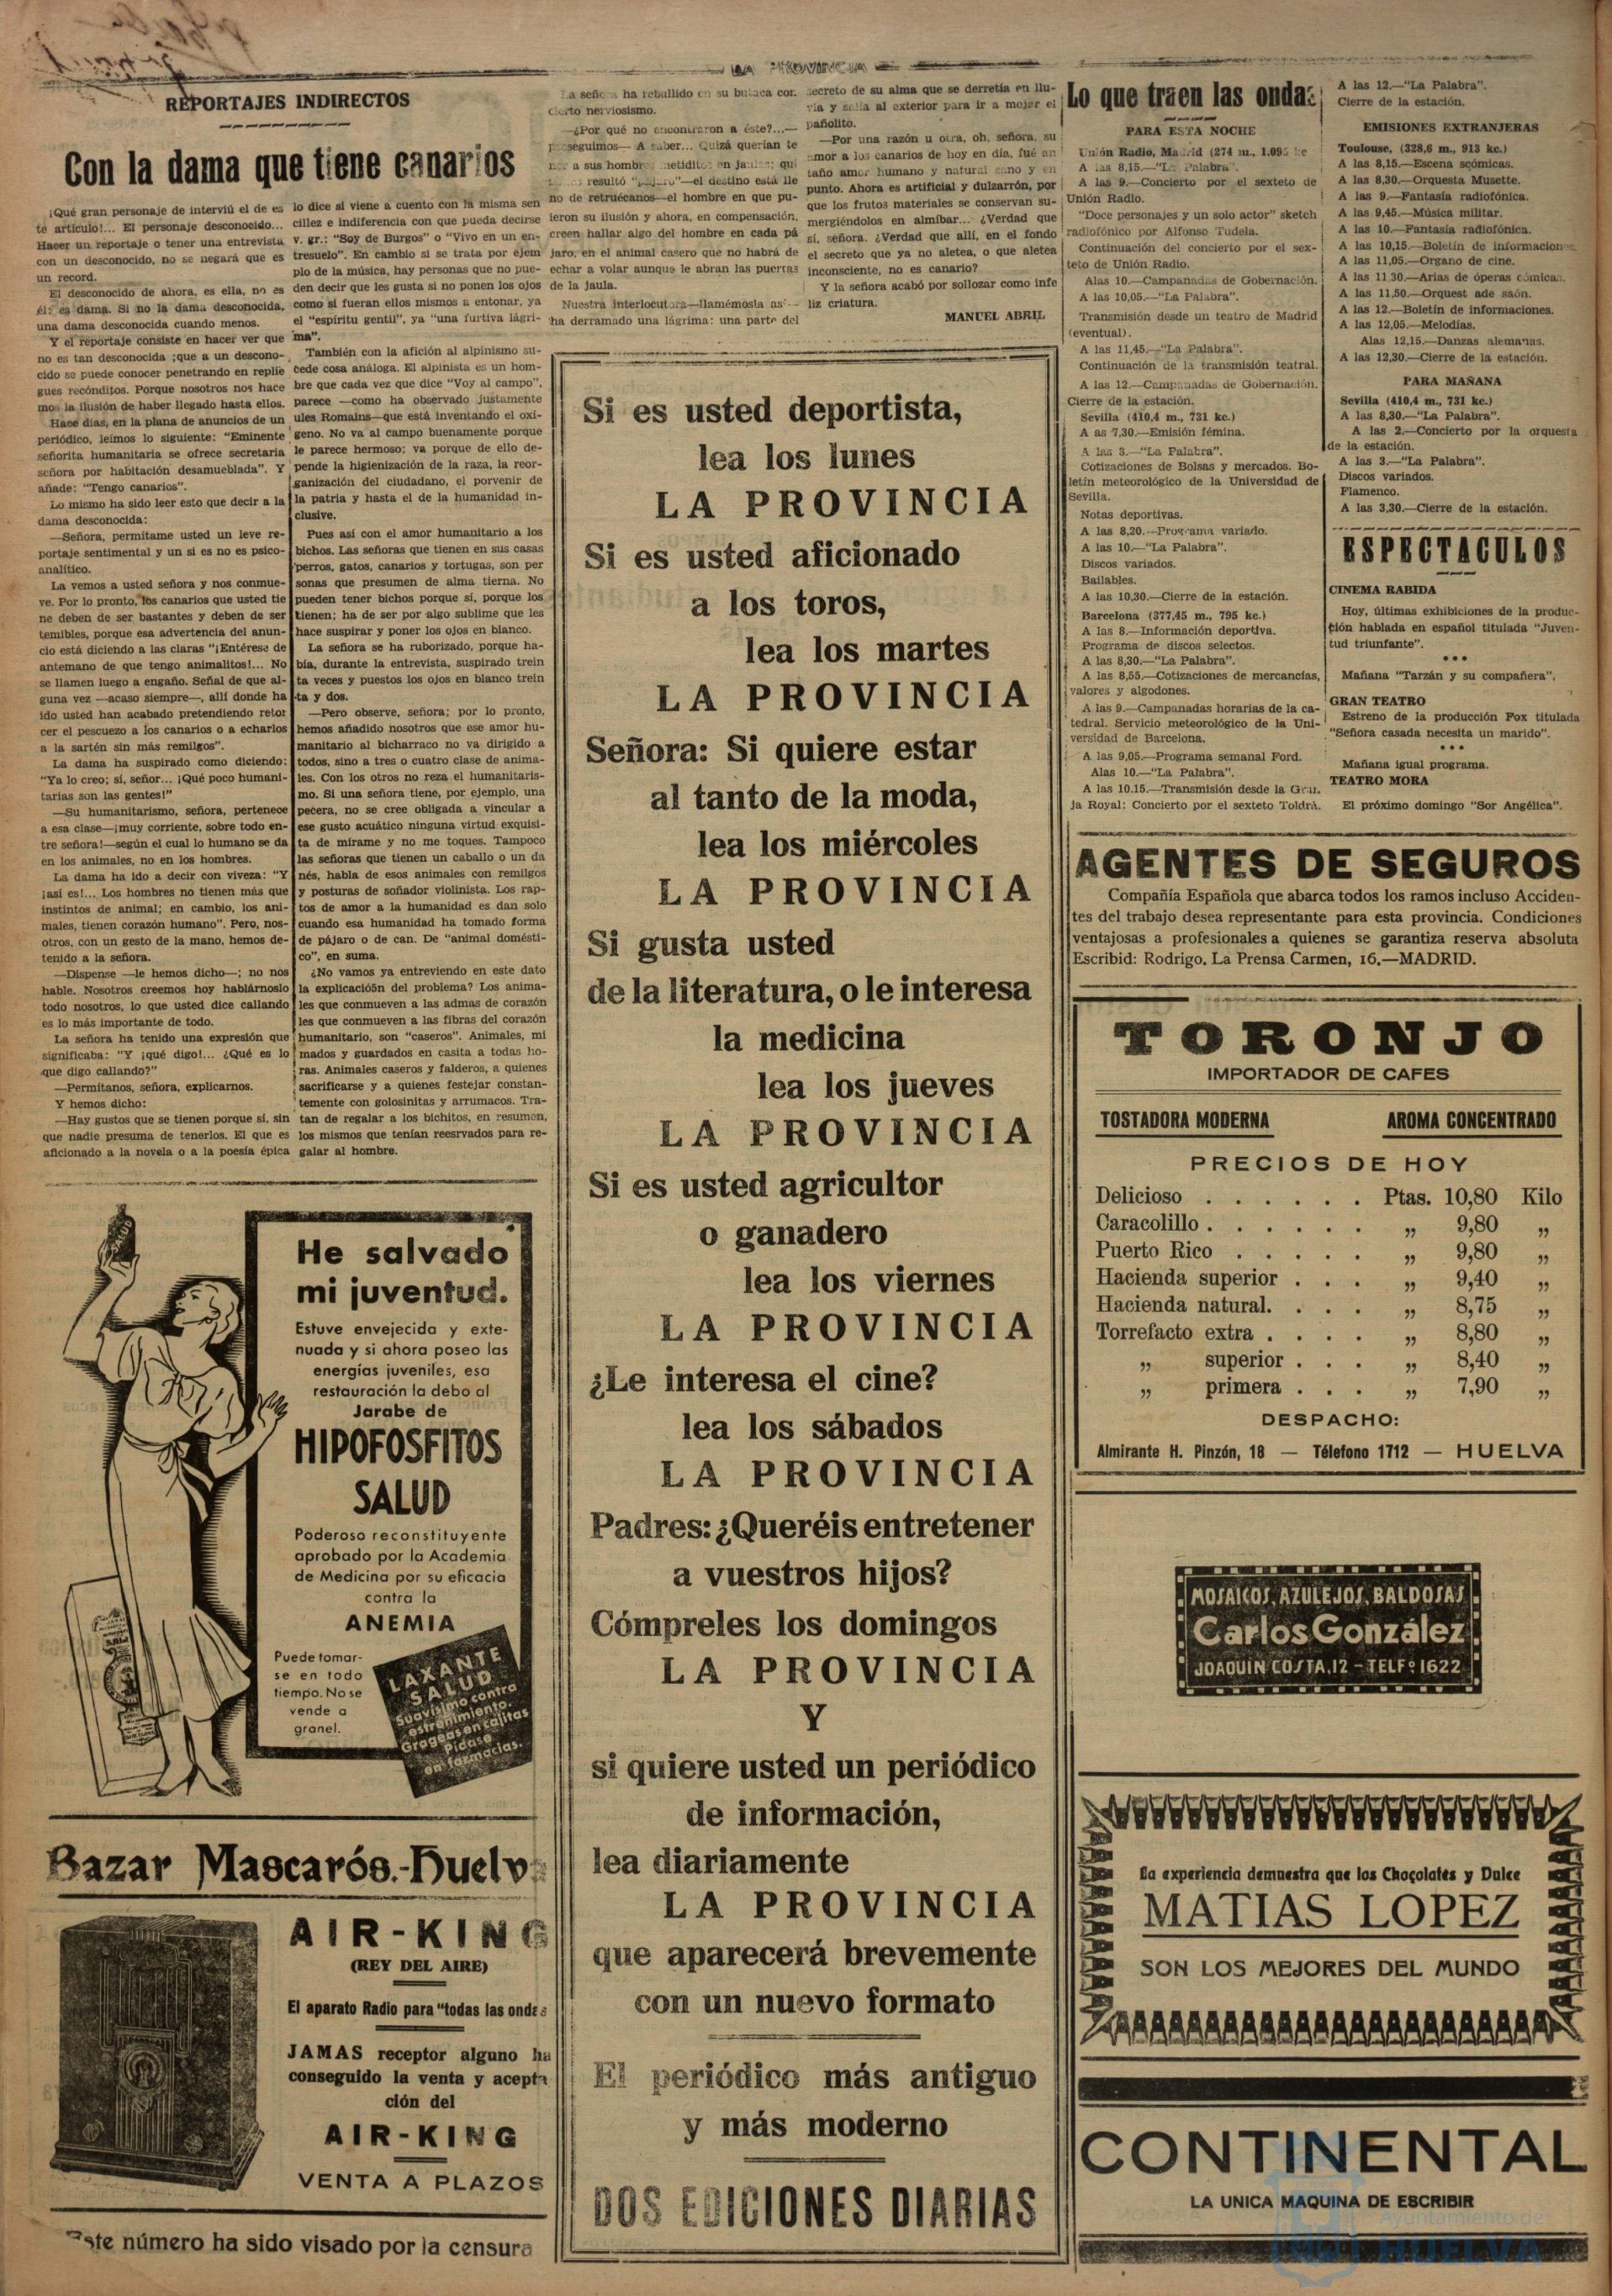 LA PROVINCIA
REPORTAJES INDIRECTOS
Con la dama que tiene canarios
¡Qué gran personaje de interviú el de es
te artículo!... El personaje desconocido...
Hacer un reportaje o tener una entrevista
con un desconocido, no se negará que es
un record.
El desconocido de ahora, es ella, no es
él: es dama. Si no la dama desconocida,
una dama desconocida cuando menos.
Y el reportaje consiste en hacer ver que
no es tan desconocida ;que a un descono-
cido se puede conocer penetrando en replie
gues recónditos. Porque nosotros nos hace
mos la ilusión de haber llegado hasta ellos.
Hace días, en la plana de anuncios de un
periódico, leímos lo siguiente: "Eminente
señorita humanitaria se ofrece secretaria
señora por habitación desamueblada". Y
añade: "Tengo canarios".
Lo mismo ha sido leer esto que decir a la
dama desconocida:
—Señora, permítame usted un leve re-
portaje sentimental y un si es no es psico-
analítico.
La vemos a usted señora y nos conmue-
ve. Por lo pronto, los canarios que usted tie
ne deben de ser bastantes y deben de ser
temibles, porque esa advertencia del anun-
cio está diciendo a las claras "¡Entérese de
antemano de que tengo animalitos!... No
se llamen luego a engaño. Señal de que al-
guna vez —acaso siempre—, allí donde ha
ido usted han acabado pretendiendo retor
cer el pescuezo a los canarios o a echarlos
a la sartén sin más remilgos".
La dama ha suspirado como diciendo:
"Ya lo creo; sí, señor... ¡Qué poco humani-
tarias son las gentes!"
—Su humanitarismo, señora, pertenece
a esa clase—¡muy corriente, sobre todo en-
tre señora!—según el cual lo humano se da
en los animales, no en los hombres.
La dama ha ido a decir con viveza: "Y
¡así es!... Los hombres no tienen más que
instintos de animal; en cambio, los ani-
males, tienen corazón humano". Pero, nos-
otros, con un gesto de la mano, hemos de-
tenido a la señora.
—Dispense —le hemos dicho—; no nos
hable. Nosotros creemos hoy hablárnoslo
todo nosotros, lo que usted dice callando
es lo más importante de todo.
La señora ha tenido una expresión que
significaba: "Y ¡qué digo!... ¿Qué es lo
que digo callando?"
—Permítanos, señora, explicarnos.
Y hemos dicho:
—Hay gustos que se tienen porque sí, sin
que nadie presuma de tenerlos. El que es
aficionado a la novela o a la poesía épica
lo dice si viene a cuento con la misma sen
cillez e indiferencia con que pueda decirse
v. gr.: "Soy de Burgos" o "Vivo en un en-
tresuelo". En cambio si se trata por ejem
plo de la música, hay personas que no pue-
den decir que les gusta si no ponen los ojos
como si fueran ellos mismos a entonar, ya
el "espíritu gentil", ya "una furtiva lágri-
ma".
También con la afición al alpinismo su-
cede cosa análoga. El alpinista es un hom-
bre que cada vez que dice "Voy al campo",
parece —como ha observado justamente
ules Romains—que está inventando el oxi-
geno. No va al campo buenamente porque
le parece hermoso; va porque de ello de-
pende la higienización de la raza, la reor-
ganización del ciudadano, el porvenir de
la patria y hasta el de la humanidad in-
clusive.
Pues así con el amor humanitario a los
bichos. Las señoras que tienen en sus casas
perros, gatos, canarios y tortugas, son per
sonas que presumen de alma tierna. No
pueden tener bichos porque sí, porque los
tienen; ha de ser por algo sublime que les
hace suspirar y poner los ojos en blanco.
La señora se ha ruborizado, porque ha-
bía, durante la entrevista, suspirado trein
ta veces y puestos los ojos en blanco trein
ta y dos.
—Pero observe, señora; por lo pronto,
hemos añadido nosotros que ese amor hu-
manitario al bicharraco no va dirigido a
todos, sino a tres o cuatro clase de anima-
les. Con los otros no reza el humanitaris-
mo. Si una señora tiene, por ejemplo, una
pecera, no se cree obligada a vincular a
ese gusto acuático ninguna virtud exquisi-
ta de mírame y no me toques. Tampoco
las señoras que tienen un caballo o un da
nés, habla de esos animales con remilgos
y posturas de soñador violinista. Los rap-
tos de amor a la humanidad es dan solo
cuando esa humanidad ha tomado forma
de pájaro o de can. De "animal domésti-
co", en suma.
¿No vamos ya entreviendo en este dato
la explicacióñn del problema? Los anima-
les que conmueven a las admas de corazón
les que conmueven a las fibras del corazón
humanitario, son "caseros". Animales, mi
mados y guardados en casita a todas ho-
ras. Animales caseros y falderos, a quienes
sacrificarse y a quienes festejar constan-
temente con golosinitas y arrumacos. Tra-
tan de regalar a los bichitos, en resumen,
los mismos que tenían reesrvados para re-
galar al hombre.
La señora ha rebullido en su butaca con
cierto nerviosismo.
—¿Por qué no encontraron a éste?...—
proseguimos— A saber... Quizá querían te
ner a sus hombres metiditos en jaulas; qui
resultó "pájaro"—el destino está lle
no de retruécanos—el hombre en que pu-
ieron su ilusión y ahora, en compensación,
creen hallar algo del hombre en cada pá
jaro, en el animal casero que no habrá de
echar a volar aunque le abran las puertas
de la jaula.
Nuestra interlocutora—llamémosla así—
ha derramado una lágrima: una parte del
secreto de su alma que se derretía en llu-
via y salía al exterior para ir a mojar el
pañolito.
—Por una razón u otra, oh, señora, su
amor a los canarios de hoy en día, fué an
taño amor humano y natural sano y en
punto. Ahora es artificial y dulzarrón, por
que los frutos materiales se conservan su-
mergiéndolos en almíbar... ¿Verdad que
sí, señora. ¿Verdad que allí, en el fondo
el secreto que ya no aletea, o que aletea
inconsciente, no es canario?
Y la señora acabó por sollozar como infe
liz criatura.
MANUEL ABRIL
He salvado
mi juventud.
Estuve envejecida y exte-
nuada y si ahora poseo las
energías juveniles, esa
restauración la debo al
Jarabe de
HIPOFOSFITOS
SALUD
Poderoso reconstituyente
aprobado por la Academia
de Medicina por su eficacia
contra la
ANEMIA
Puede tomar-
se en todo
tiempo. No se
vende a
granel.
LAXANTE
SALUD
Suavísimo contra
estreñimiento.
Grageas en cajitas
Pídase
en farmacias.
Bazar Mascarós.-Huelva
AIR-KING
(REY DEL AIRE)
El aparato Radio para "todas las ondas
JAMAS receptor alguno ha
conseguido la venta y acepta
ción del
AIR-KING
VENTA A PLAZOS
Este número ha sido visado por la censura
Si es usted deportista,
lea los lunes
LA PROVINCIA
Si es usted aficionado
a los toros,
lea los martes
LA PROVINCIA
Señora: Si quiere estar
al tanto de la moda,
lea los miércoles
LA PROVINCIA
Si gusta usted
de la literatura, o le interesa
la medicina
lea los jueves
LA PROVINCIA
Si es usted agricultor
o ganadero
lea los viernes
LA PROVINCIA
¿Le interesa el cine?
lea los sábados
LA PROVINCIA
Padres: ¿Queréis entretener
a vuestros hijos?
Cómpreles los domingos
LA PROVINCIA
Y
si quiere usted un periódico
de información,
lea diariamente
LA PROVINCIA
que aparecerá brevemente
con un nuevo formato
El periódico más antiguo
y más moderno
DOS EDICIONES DIARIAS
Lo que traen las ondas
PARA ESTA NOCHE
Unión Radio, Madrid (274 m., 1.095 kc
A las 8,15.—"La Palabra".
A las 9.—Concierto por el sexteto de
Unión Radio.
"Doce personajes y un solo actor" sketch
radiofónico por Alfonso Tudela.
Continuación del concierto por el sex-
teto de Unión Radio.
Alas 10.—Campanadas de Gobernación.
A las 10,05.—"La Palabra".
Transmisión desde un teatro de Madrid
(eventual).
A las 11,45.—"La Palabra".
Continuación de la transmisión teatral.
A las 12.—Campanadas de Gobernación.
Cierre de la estación.
Sevilla (410,4 m., 731 kc.)
A as 7,30.—Emisión fémina.
A las 3.—"La Palabra".
Cotizaciones de Bolsas y mercados. Bo-
letín meteorológico de la Universidad de
Sevilla.
Notas deportivas.
A las 8,20.—Programa variado.
A las 10.—"La Palabra".
Discos variados.
Bailables.
A las 10,30.—Cierre de la estación.
Barcelona (377,45 m., 795 kc.)
A las 8.—Información deportiva.
Programa de discos selectos.
A las 8,30.—"La Palabra".
A las 8,55.—Cotizaciones de mercancías,
valores y algodones.
A las 9.—Campanadas horarias de la ca-
tedral. Servicio meteorológico de la Uni-
versidad de Barcelona.
A las 9,05.—Programa semanal Ford.
Alas 10.—"La Palabra".
A las 10.15.—Transmisión desde la Gran-
ja Royal: Concierto por el sexteto Toldrá.
A las 12.—"La Palabra".
Cierre de la estación.
EMISIONES EXTRANJERAS
Toulouse, (328,6 m., 913 kc.)
A las 8,15.—Escena scómicas.
A las 8,30.—Orquesta Musette.
A las 9.—Fantasía radiofónica.
A las 9,45.—Música militar.
A las 10.—Fantasía radiofónica.
A las 10,15.—Boletín de informaciones.
A las 11,05.—Organo de cine.
A las 11.30.—Arias de óperas cómicas.
A las 11.50.—Orquest ade saón.
A las 12.—Boletín de informaciones.
A las 12,05.—Melodías.
Alas 12,15.—Danzas alemanas.
A las 12,30.—Cierre de la estación.
PARA MAÑANA
Sevilla (410,4 m., 731 kc.)
A las 8,30.—"La Palabra".
A las 2.—Concierto por la orquesta
de la estación.
A las 3.—"La Palabra".
Discos variados.
Flamenco.
A las 3,30.—Cierre de la estación.
ESPECTACULOS
CINEMA RABIDA
Hoy, últimas exhibiciones de la produc-
ción hablada en español titulada "Juven-
tud triunfante".
Mañana "Tarzán y su compañera".
GRAN TEATRO
Estreno de la producción Fox titulada
"Señora casada necesita un marido".
Mañana igual programa.
TEATRO MORA
El próximo domingo "Sor Angélica".
AGENTES DE SEGUROS
Compañía Española que abarca todos los ramos incluso Acciden-
tes del trabajo desea representante para esta provincia. Condiciones
ventajosas a profesionales a quienes se garantiza reserva absoluta
Escribid: Rodrigo. La Prensa Carmen, 16.—MADRID.
TORONJO
IMPORTADOR DE CAFES
TOSTADORA MODERNA AROMA CONCENTRADO
PRECIOS DE HOY
Delicioso . . . . . . Ptas. 10,80 Kilo
Caracolillo . . . . . . „ 9,80 „
Puerto Rico . . . . . „ 9,80 „
Hacienda superior . . . „ 9,40 „
Hacienda natural. . . . „ 8,75 „
Torrefacto extra . . . . „ 8,80 „
„ superior . . . „ 8,40 „
„ primera . . . „ 7,90 „
DESPACHO:
Almirante H. Pinzón, 18 — Télefono 1712 — HUELVA
MOSAICOS, AZULEJOS, BALDOSAS
Carlos González
JOAQUIN COSTA, 12 - TELFº 1622
La experiencia demuestra que los Chocolates y Dulce
MATIAS LOPEZ
SON LOS MEJORES DEL MUNDO
CONTINENTAL
LA UNICA MAQUINA DE ESCRIBIR
Ayuntamiento de
HUELVA